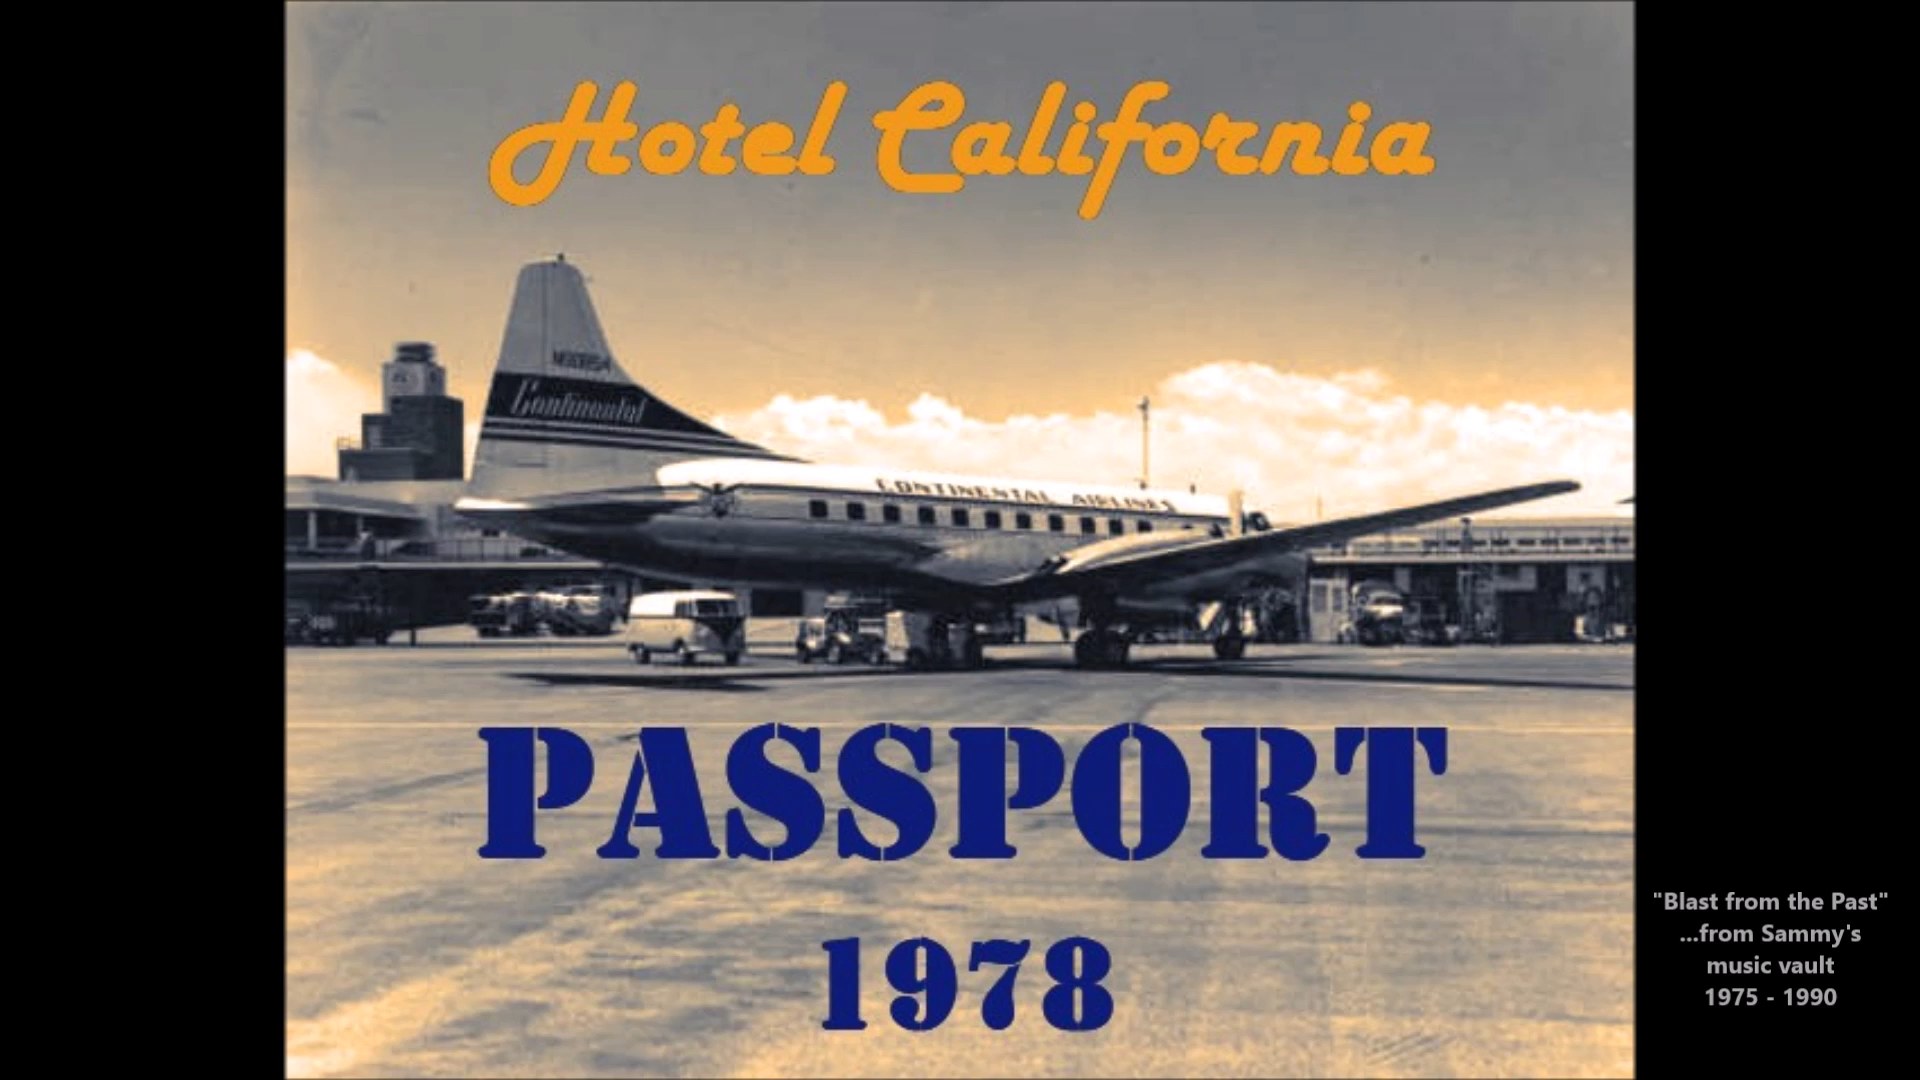 Hotel California
Continental
CONTINENTAL AIRLINES
PASSPORT
1978
"Blast from the Past"
...from Sammy's
music vault
1975 - 1990